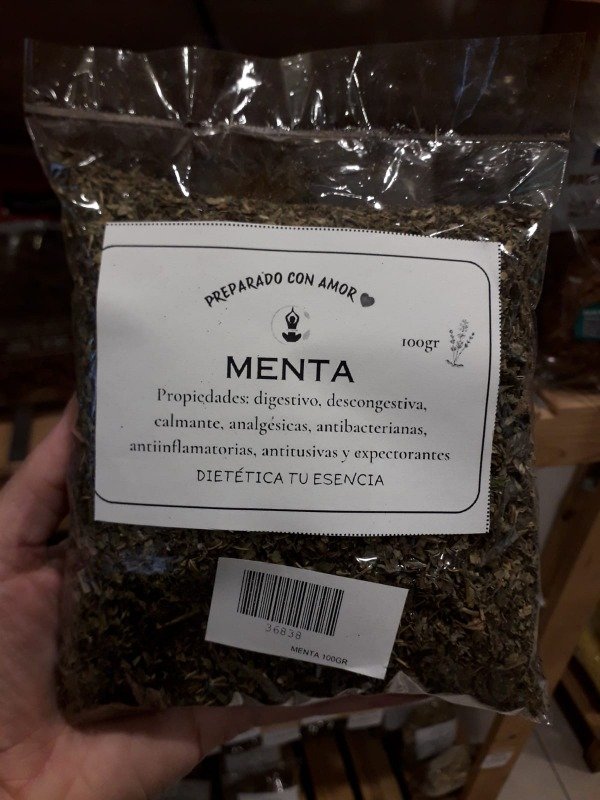 PREPARADO CON AMOR
100gr
MENTA
Propiedades: digestivo, descongestiva,
calmante, analgésicas, antibacterianas,
antiinflamatorias, antitusivas y expectorantes
DIETÉTICA TU ESENCIA
36838
MENTA 100GR